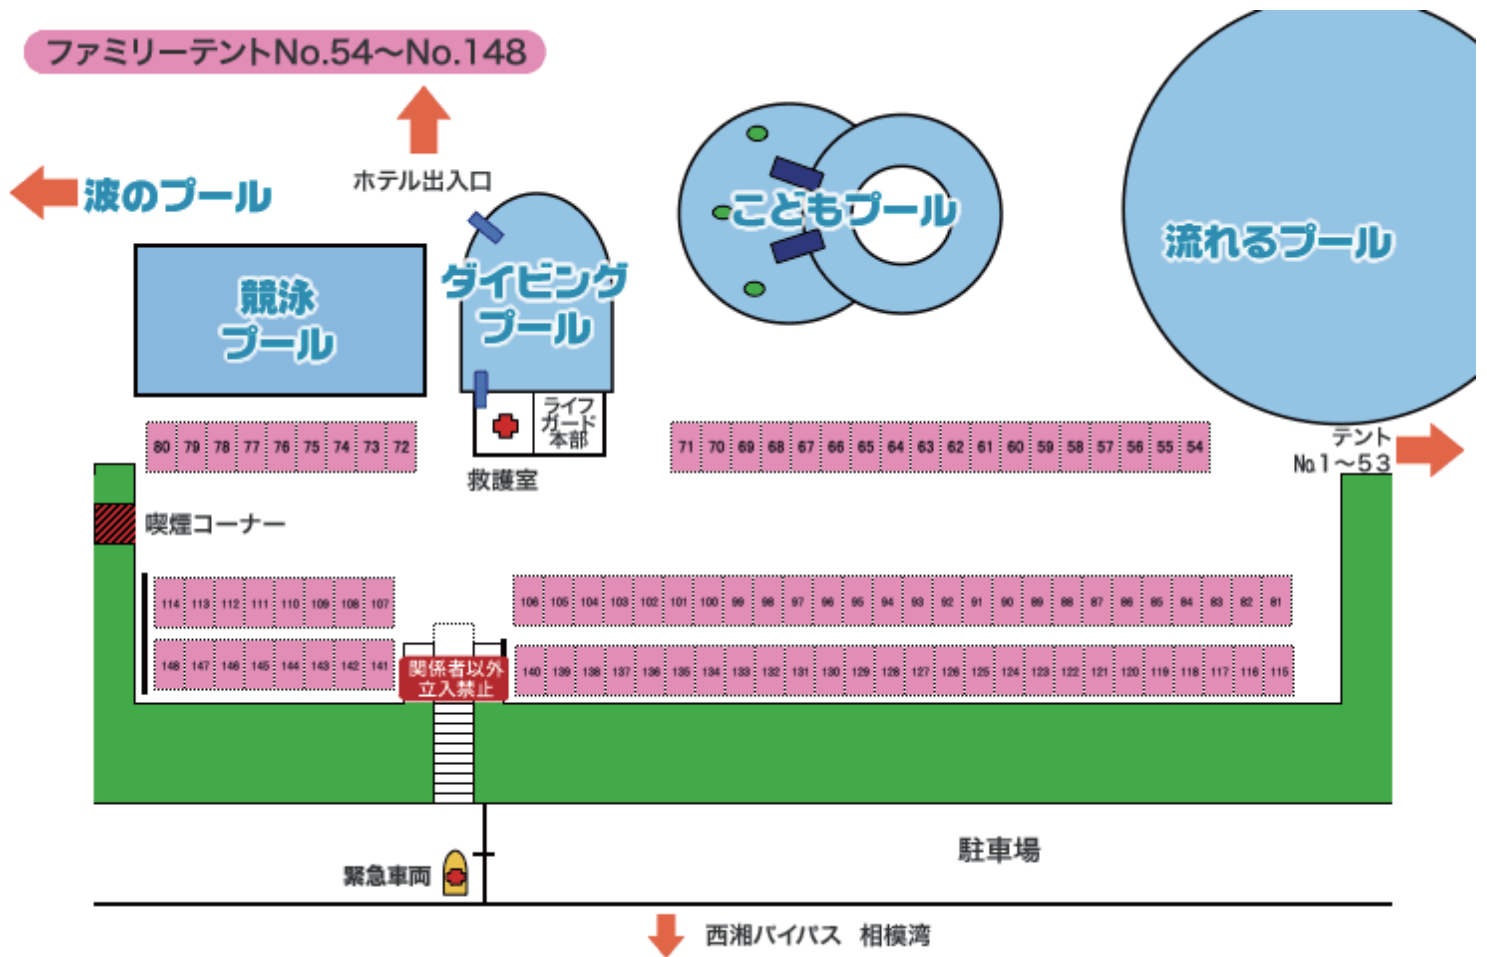 ファミリーテントNo.54〜No.148
ホテル出入口
波のプール
こどもプール
流れるプール
競泳
プール
ダイビング
プール
ライフ
ガード
本部
救護室
80 79 78 77 76 75 74 73 72
71 70 69 68 67 66 65 64 63 62 61 60 59 58 57 56 55 54
テント
No.1〜53
喫煙コーナー
114 113 112 111 110 109 108 107
106 105 104 103 102 101 100 99 98 97 96 95 94 93 92 91 90 89 88 87 86 85 84 83 82 81
148 147 146 145 144 143 142 141
関係者以外
立入禁止
140 139 138 137 136 135 134 133 132 131 130 129 128 127 126 125 124 123 122 121 120 119 118 117 116 115
駐車場
緊急車両
西湘バイパス 相模湾